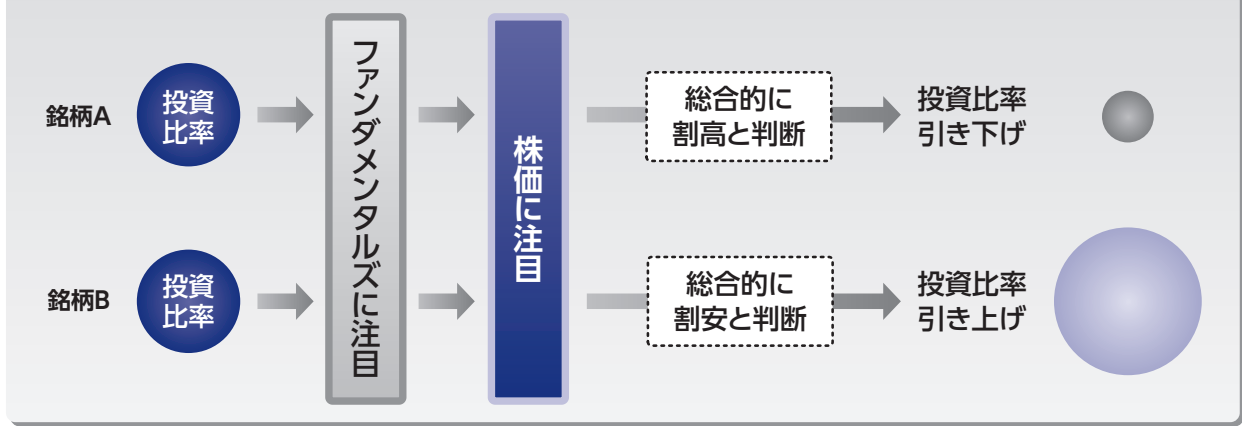 銘柄A
投資
比率
ファンダメンタルズに注目
株価に注目
総合的に
割高と判断
投資比率
引き下げ
銘柄B
投資
比率
総合的に
割安と判断
投資比率
引き上げ